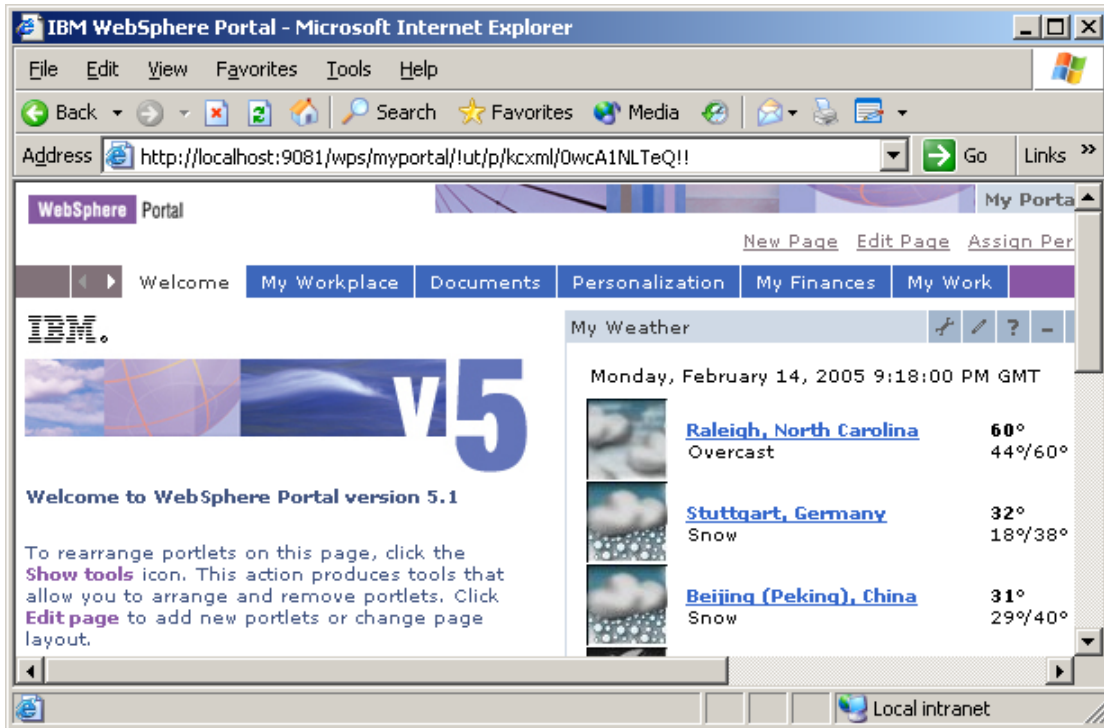 IBM WebSphere Portal - Microsoft Internet Explorer
File Edit View Favorites Tools Help
Back Search Favorites Media
Address http://localhost:9081/wps/myportal/!ut/p/kcxml/0wcA1NLTeQ!! Go Links »
WebSphere Portal My Porta
New Page Edit Page Assign Per
Welcome My Workplace Documents Personalization My Finances My Work
IBM.
My Weather ?
v5
Monday, February 14, 2005 9:18:00 PM GMT
Raleigh, North Carolina 60°
Overcast 44°/60°
Stuttgart, Germany 32°
Snow 18°/38°
Beijing (Peking), China 31°
Snow 29°/40°
Welcome to WebSphere Portal version 5.1
To rearrange portlets on this page, click the
Show tools icon. This action produces tools that
allow you to arrange and remove portlets. Click
Edit page to add new portlets or change page
layout.
Local intranet